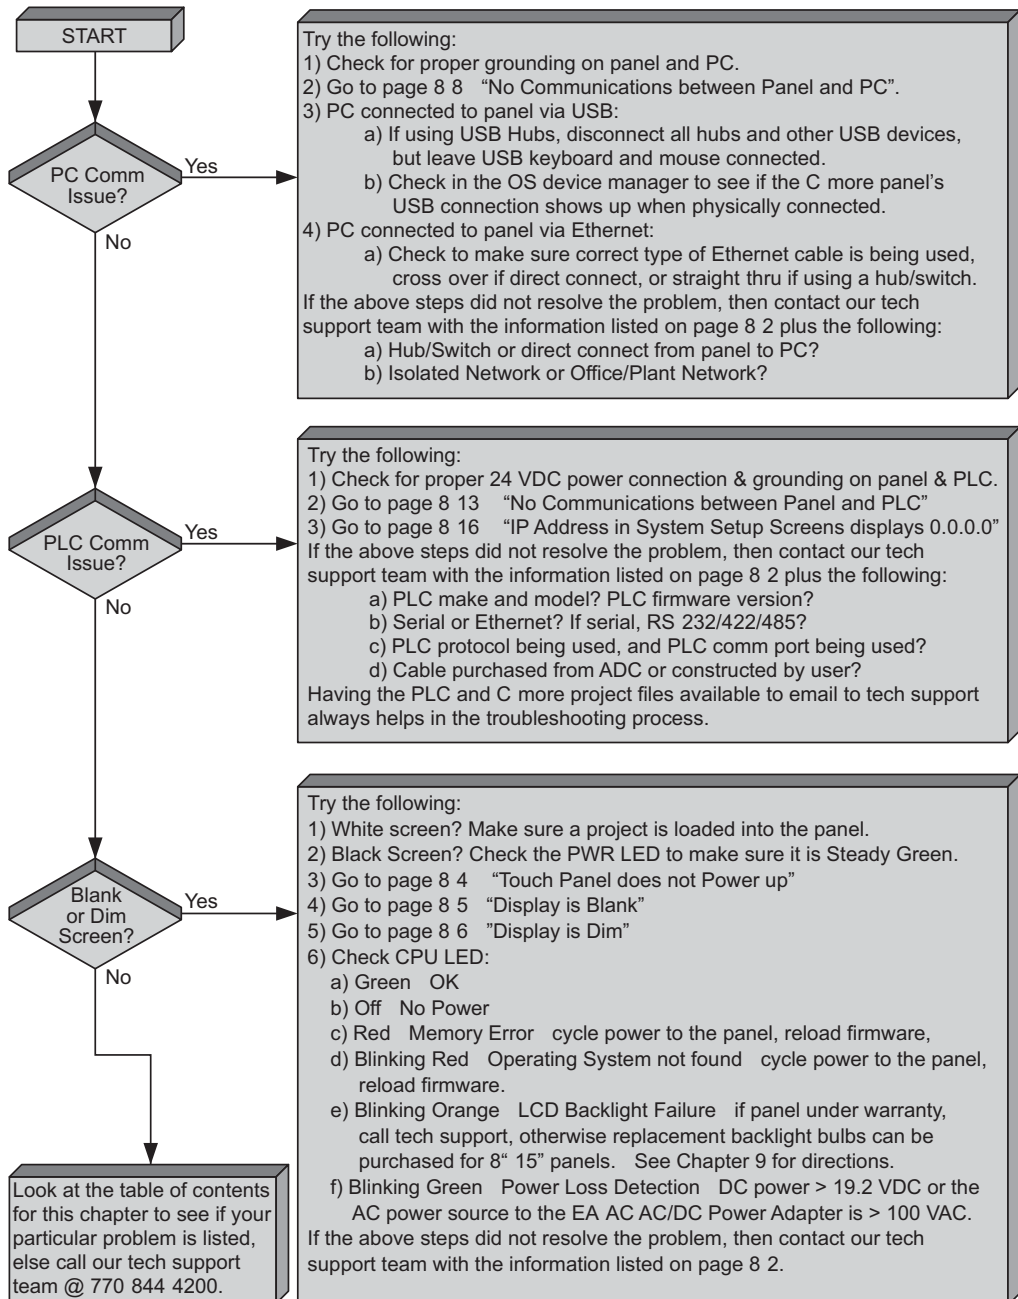 START
PC Comm
Issue?
Yes
No
Try the following:
1) Check for proper grounding on panel and PC.
2) Go to page 8 8 “No Communications between Panel and PC”.
3) PC connected to panel via USB:
a) If using USB Hubs, disconnect all hubs and other USB devices,
but leave USB keyboard and mouse connected.
b) Check in the OS device manager to see if the C more panel’s
USB connection shows up when physically connected.
4) PC connected to panel via Ethernet:
a) Check to make sure correct type of Ethernet cable is being used,
cross over if direct connect, or straight thru if using a hub/switch.
If the above steps did not resolve the problem, then contact our tech
support team with the information listed on page 8 2 plus the following:
a) Hub/Switch or direct connect from panel to PC?
b) Isolated Network or Office/Plant Network?
PLC Comm
Issue?
Yes
No
Try the following:
1) Check for proper 24 VDC power connection & grounding on panel & PLC.
2) Go to page 8 13 “No Communications between Panel and PLC”
3) Go to page 8 16 “IP Address in System Setup Screens displays 0.0.0.0”
If the above steps did not resolve the problem, then contact our tech
support team with the information listed on page 8 2 plus the following:
a) PLC make and model? PLC firmware version?
b) Serial or Ethernet? If serial, RS 232/422/485?
c) PLC protocol being used, and PLC comm port being used?
d) Cable purchased from ADC or constructed by user?
Having the PLC and C more project files available to email to tech support
always helps in the troubleshooting process.
Blank
or Dim
Screen?
Yes
No
Try the following:
1) White screen? Make sure a project is loaded into the panel.
2) Black Screen? Check the PWR LED to make sure it is Steady Green.
3) Go to page 8 4 “Touch Panel does not Power up”
4) Go to page 8 5 “Display is Blank”
5) Go to page 8 6 ”Display is Dim”
6) Check CPU LED:
a) Green OK
b) Off No Power
c) Red Memory Error cycle power to the panel, reload firmware,
d) Blinking Red Operating System not found cycle power to the panel,
reload firmware.
e) Blinking Orange LCD Backlight Failure if panel under warranty,
call tech support, otherwise replacement backlight bulbs can be
purchased for 8“ 15” panels. See Chapter 9 for directions.
f) Blinking Green Power Loss Detection DC power > 19.2 VDC or the
AC power source to the EA AC AC/DC Power Adapter is > 100 VAC.
If the above steps did not resolve the problem, then contact our tech
support team with the information listed on page 8 2.
Look at the table of contents
for this chapter to see if your
particular problem is listed,
else call our tech support
team @ 770 844 4200.